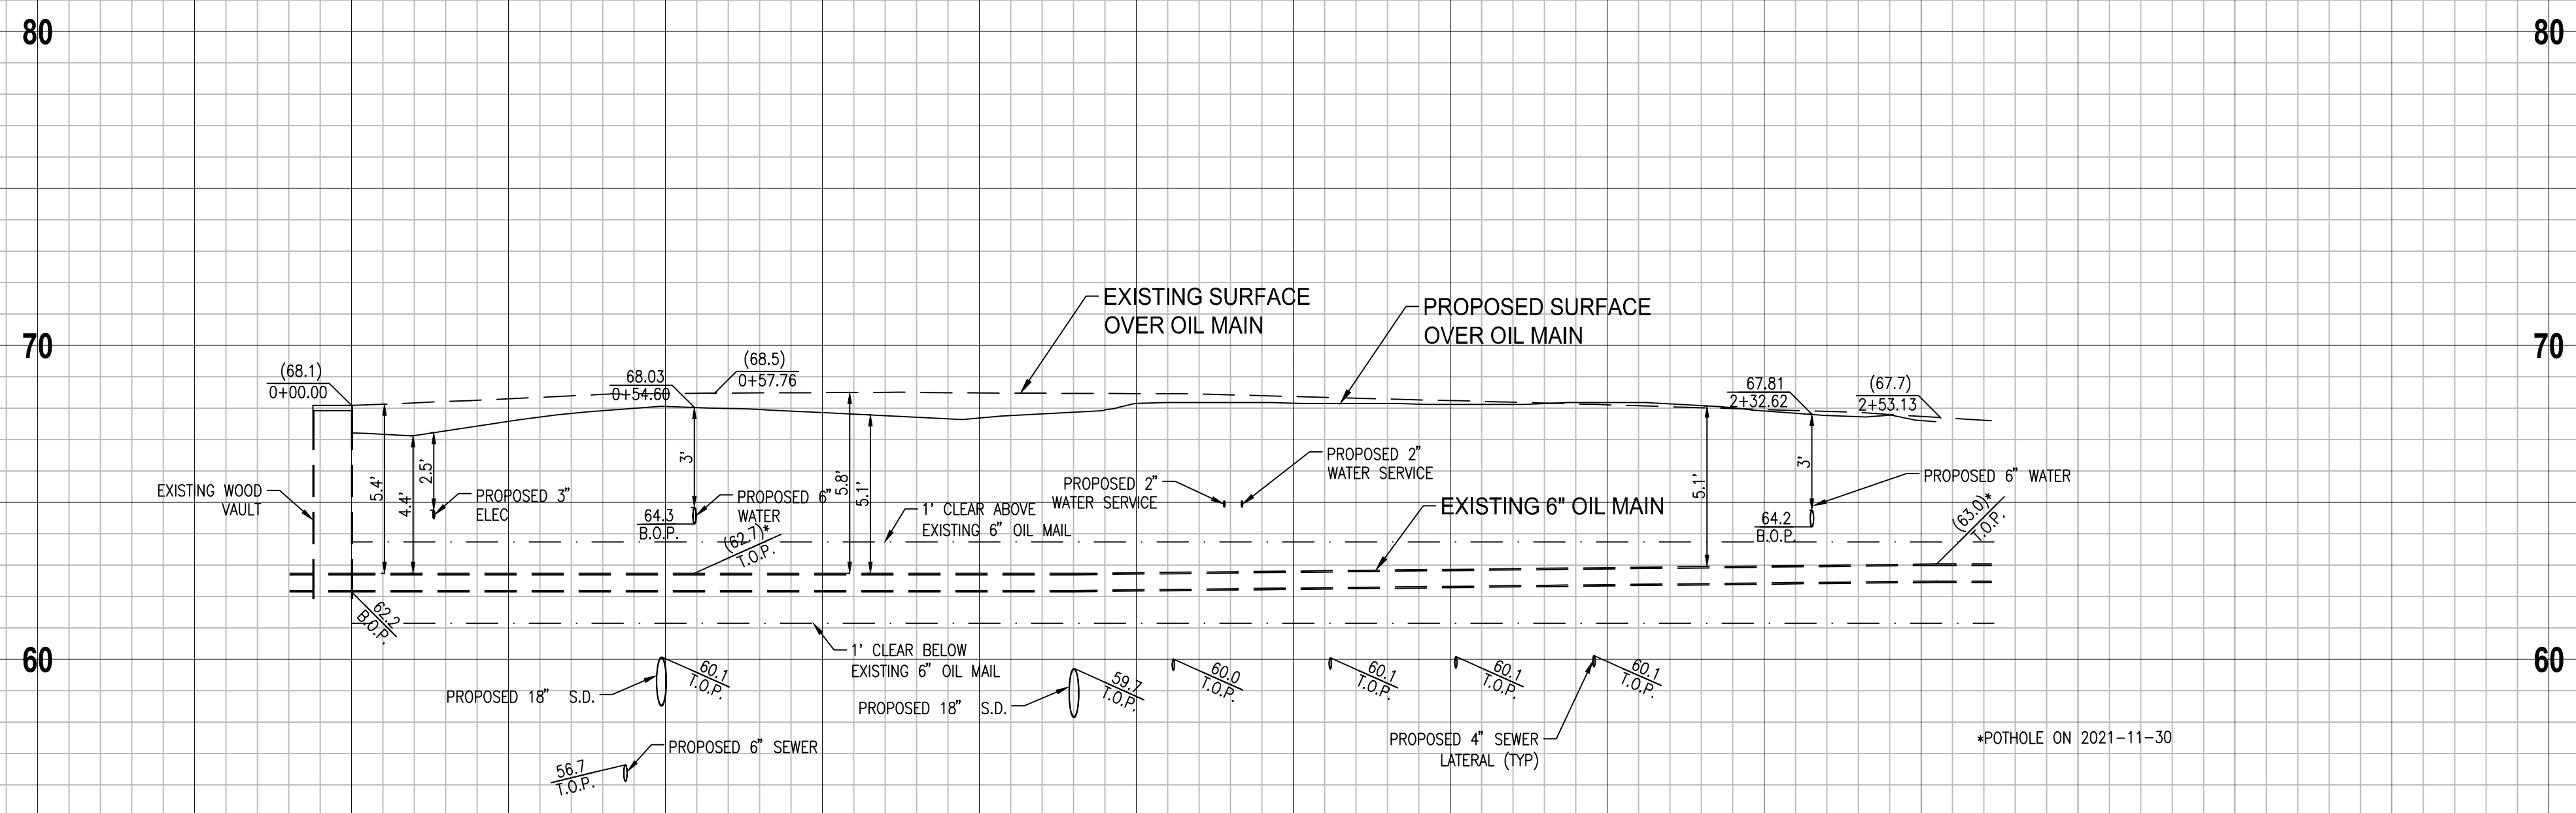 80
80
EXISTING SURFACE
OVER OIL MAIN
PROPOSED SURFACE
OVER OIL MAIN
70
70
(68.1)
0+00.00
68.03
0+54.60
(68.5)
0+57.76
67.81
2+32.62
(67.7)
2+53.13
5.4'
4.4'
2.5'
3'
5.8'
5.1'
5.1'
3'
EXISTING WOOD
VAULT
PROPOSED 3"
ELEC
64.3
B.O.P.
PROPOSED 6"
WATER
(62.7)*
T.O.P.
1' CLEAR ABOVE
EXISTING 6" OIL MAIL
PROPOSED 2"
WATER SERVICE
PROPOSED 2"
WATER SERVICE
EXISTING 6" OIL MAIN
64.2
B.O.P.
PROPOSED 6" WATER
(63.0)*
T.O.P.
62.2
B.O.P.
1' CLEAR BELOW
EXISTING 6" OIL MAIL
60
60
PROPOSED 18" S.D.
60.1
T.O.P.
PROPOSED 18" S.D.
59.7
T.O.P.
60.0
T.O.P.
60.1
T.O.P.
60.1
T.O.P.
60.1
T.O.P.
PROPOSED 6" SEWER
56.7
T.O.P.
PROPOSED 4" SEWER
LATERAL (TYP)
*POTHOLE ON 2021-11-30